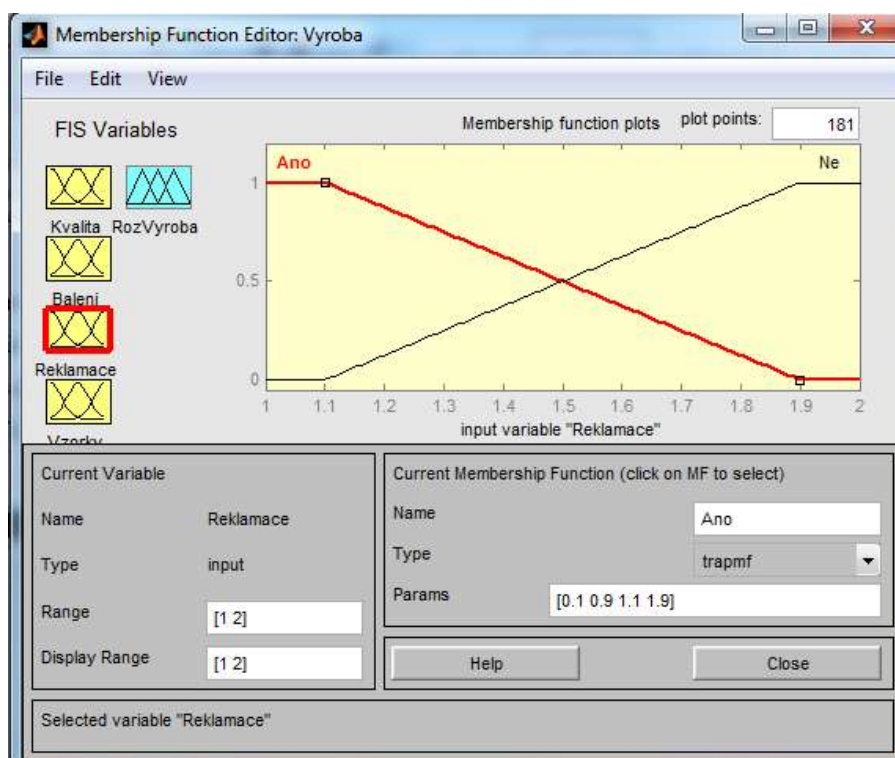 Membership Function Editor: Vyroba
File Edit View
FIS Variables
Membership function plots plot points: 181
Kvalita RozVyroba
Baleni
Reklamace
Vzorky
Ano
Ne
1
0.5
0
1 1.1 1.2 1.3 1.4 1.5 1.6 1.7 1.8 1.9 2
input variable "Reklamace"
Current Variable
Name Reklamace
Type input
Range [1 2]
Display Range [1 2]
Current Membership Function (click on MF to select)
Name Ano
Type trapmf
Params [0.1 0.9 1.1 1.9]
Help Close
Selected variable "Reklamace"